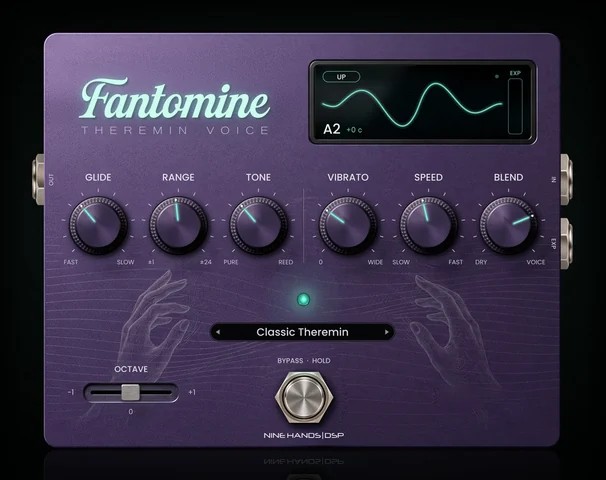 Fantomine
THEREMIN VOICE
UP
EXP
A2 +0 c
OUT
IN
GLIDE
RANGE
TONE
VIBRATO
SPEED
BLEND
FAST
SLOW
±1
±24
PURE
REED
0
WIDE
SLOW
FAST
DRY
VOICE
EXP
Classic Theremin
BYPASS · HOLD
OCTAVE
-1
+1
0
NINE HANDS|DSP